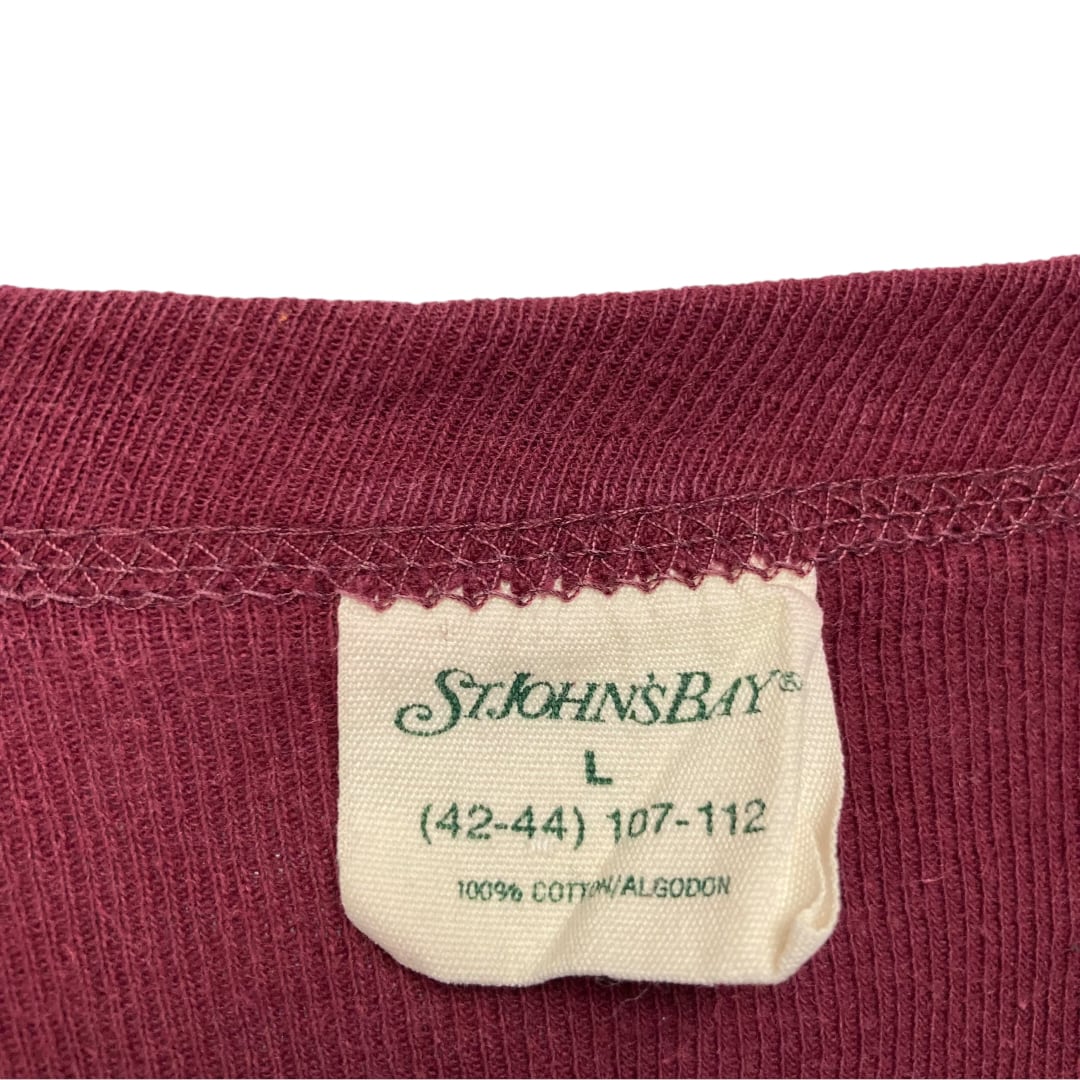 ST. JOHN'S BAY®
L
(42-44) 107-112
100% COTTON/ALGODON